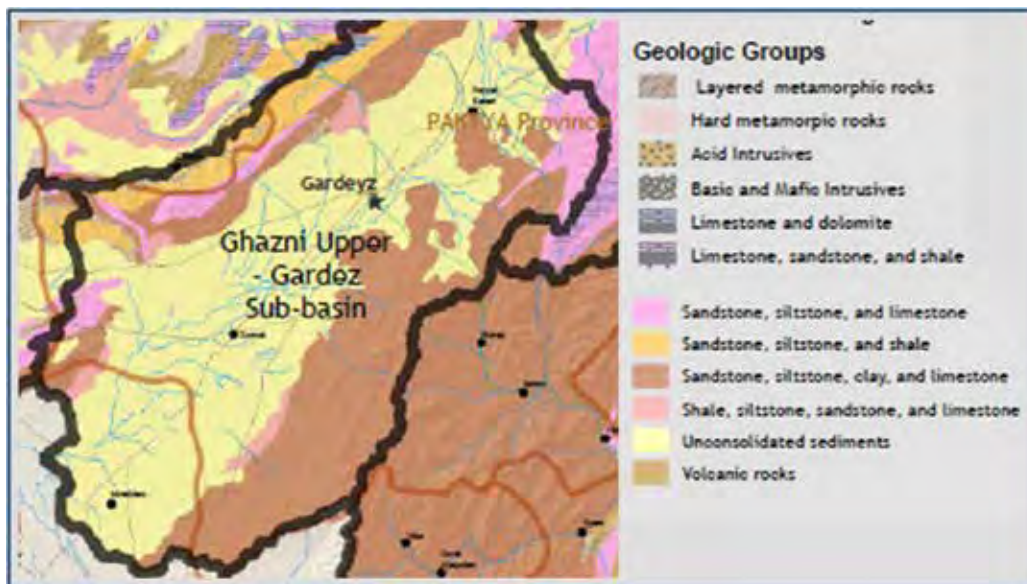 Geologic Groups
Layered metamorphic rocks
Hard metamorpic rocks
Acid Intrusives
Basic and Mafic Intrusives
Limestone and dolomite
Limestone, sandstone, and shale
Sandstone, siltstone, and limestone
Sandstone, siltstone, and shale
Sandstone, siltstone, clay, and limestone
Shale, siltstone, sandstone, and limestone
Unconsolidated sediments
Volcanic rocks
PAKTYA Province
Gardeyz
Ghazni Upper
- Gardez
Sub-basin